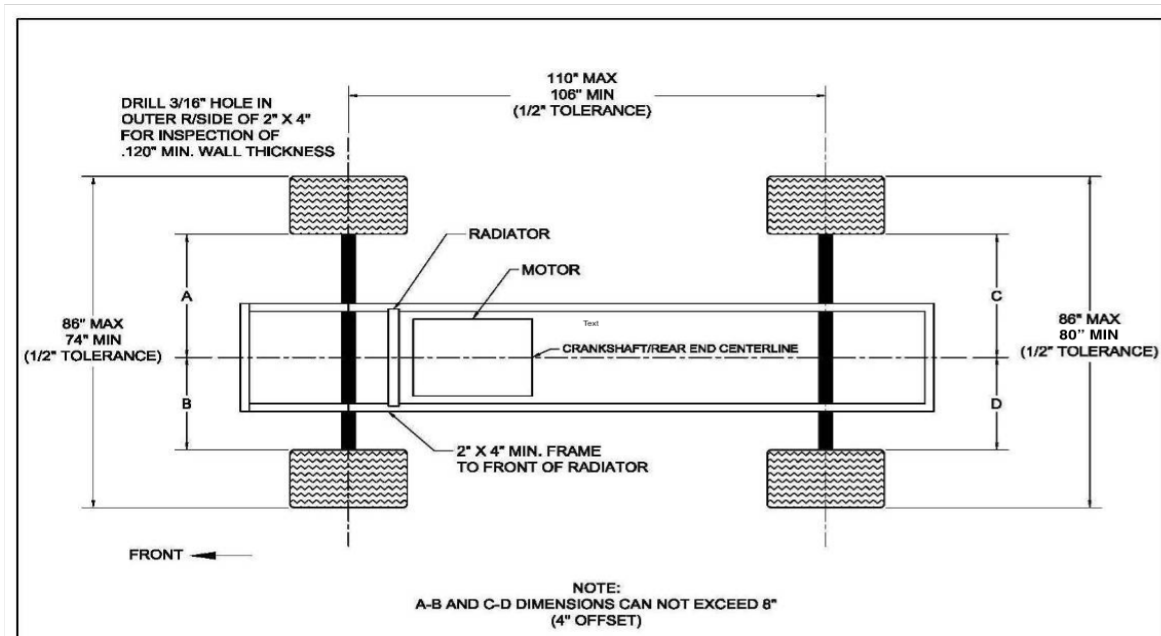 110" MAX
106" MIN
(1/2" TOLERANCE)
DRILL 3/16" HOLE IN
OUTER R/SIDE OF 2" X 4"
FOR INSPECTION OF
.120" MIN. WALL THICKNESS
RADIATOR
MOTOR
A
C
Text
86" MAX
74" MIN
(1/2" TOLERANCE)
CRANKSHAFT/REAR END CENTERLINE
86" MAX
80" MIN
(1/2" TOLERANCE)
B
D
2" X 4" MIN. FRAME
TO FRONT OF RADIATOR
FRONT
NOTE:
A-B AND C-D DIMENSIONS CAN NOT EXCEED 8"
(4" OFFSET)